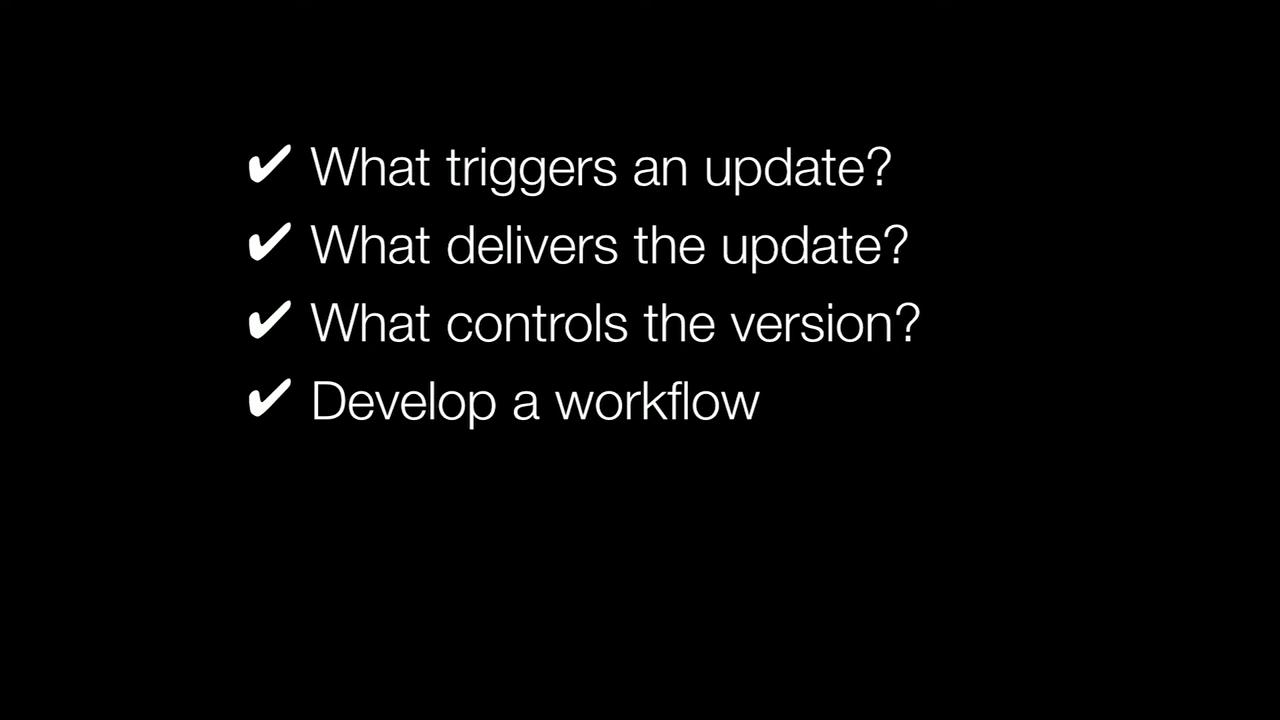 ✔ What triggers an update?
✔ What delivers the update?
✔ What controls the version?
✔ Develop a workflow